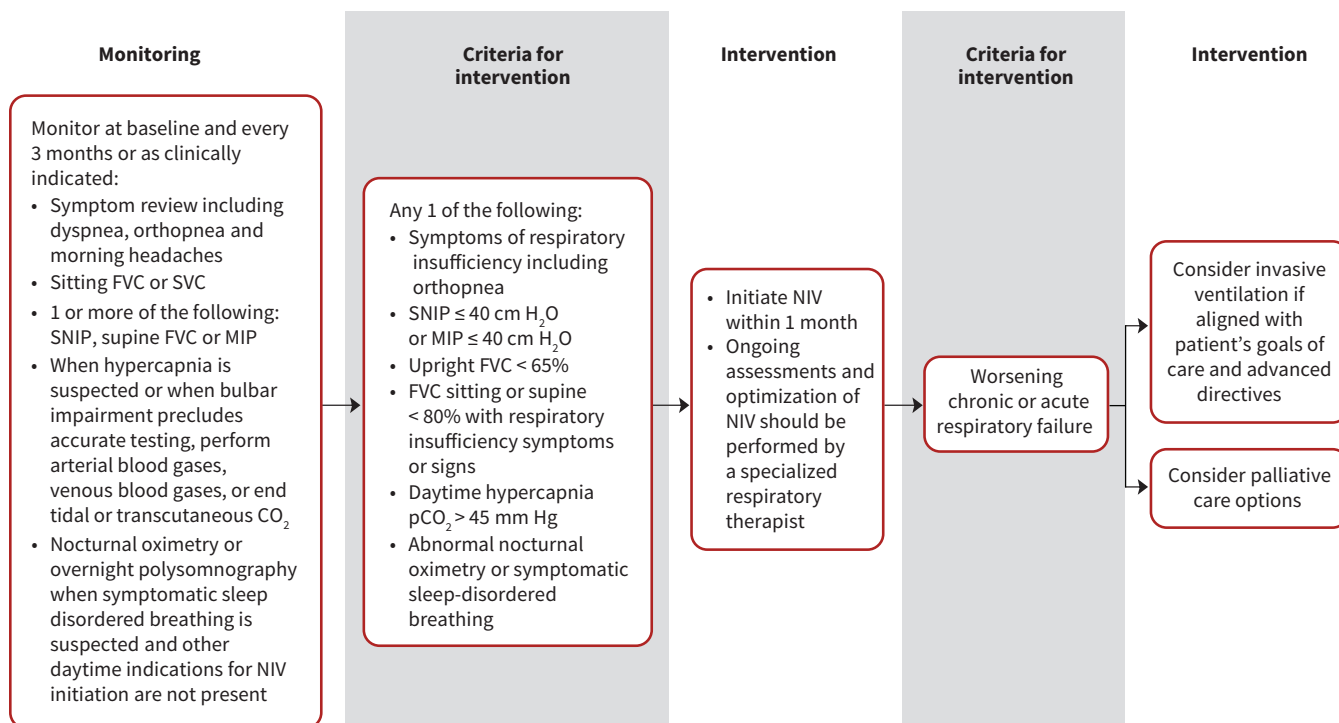 Monitoring
Monitor at baseline and every
3 months or as clinically
indicated:
• Symptom review including
dyspnea, orthopnea and
morning headaches
• Sitting FVC or SVC
• 1 or more of the following:
SNIP, supine FVC or MIP
• When hypercapnia is
suspected or when bulbar
impairment precludes
accurate testing, perform
arterial blood gases,
venous blood gases, or end
tidal or transcutaneous CO₂
• Nocturnal oximetry or
overnight polysomnography
when symptomatic sleep
disordered breathing is
suspected and other
daytime indications for NIV
initiation are not present
Criteria for
intervention
Any 1 of the following:
• Symptoms of respiratory
insufficiency including
orthopnea
• SNIP ≤ 40 cm H₂O
or MIP ≤ 40 cm H₂O
• Upright FVC < 65%
• FVC sitting or supine
< 80% with respiratory
insufficiency symptoms
or signs
• Daytime hypercapnia
pCO₂ > 45 mm Hg
• Abnormal nocturnal
oximetry or symptomatic
sleep-disordered
breathing
Intervention
• Initiate NIV
within 1 month
• Ongoing
assessments and
optimization of
NIV should be
performed by
a specialized
respiratory
therapist
Criteria for
intervention
Worsening
chronic or acute
respiratory failure
Intervention
Consider invasive
ventilation if
aligned with
patient’s goals of
care and advanced
directives
Consider palliative
care options